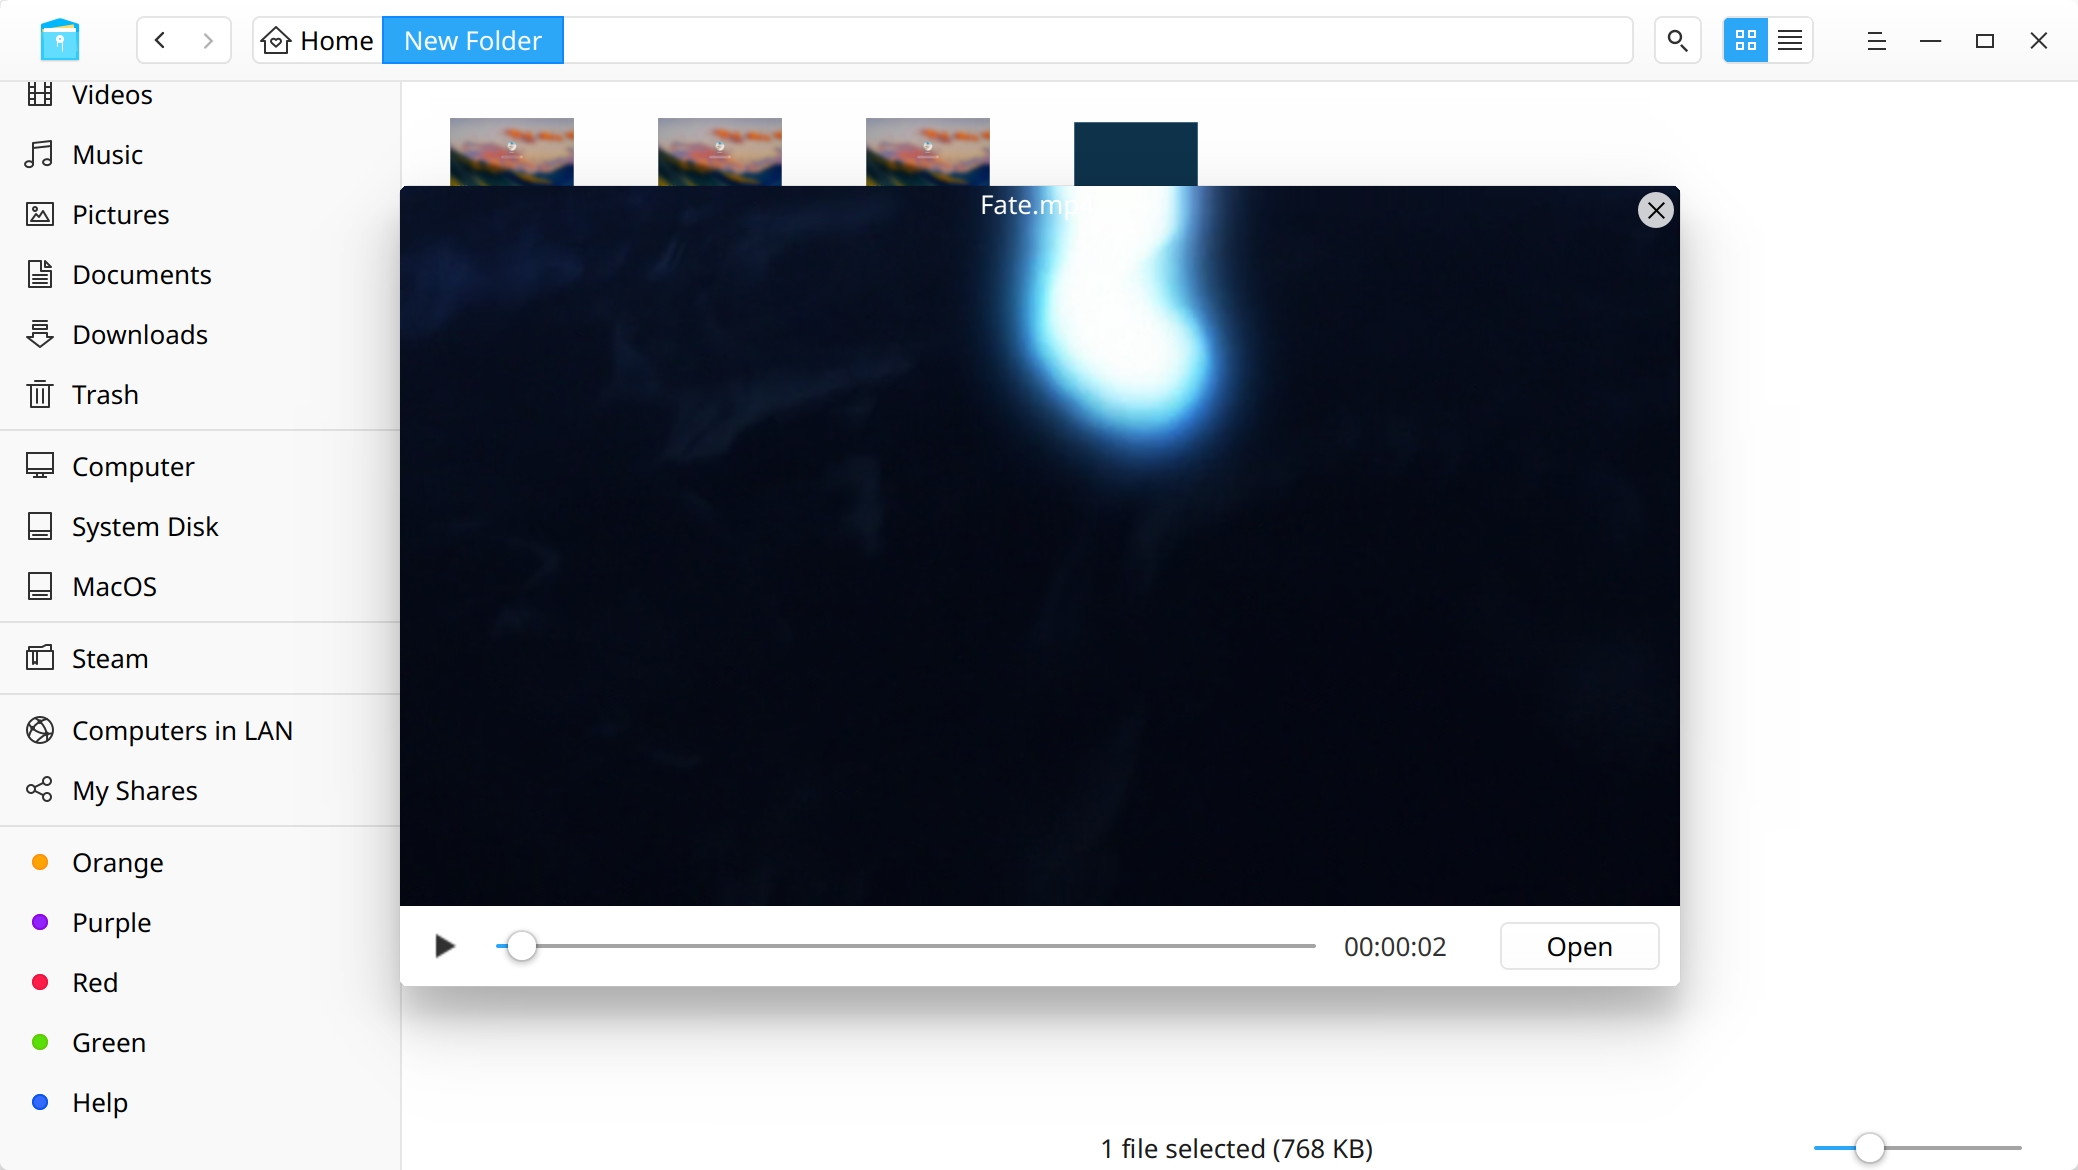 Home
New Folder
Videos
Music
Pictures
Documents
Downloads
Trash
Computer
System Disk
MacOS
Steam
Computers in LAN
My Shares
Orange
Purple
Red
Green
Help
Fate.mp
00:00:02
Open
1 file selected (768 KB)